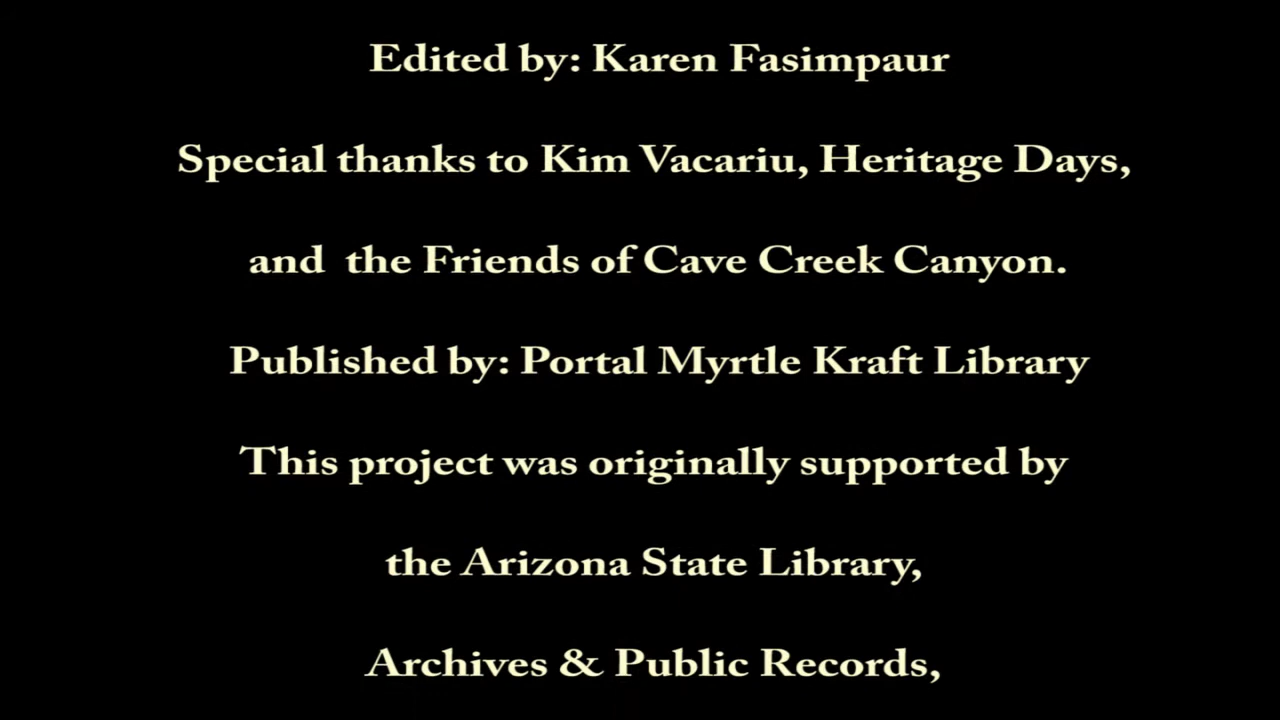 Edited by: Karen Fasimpaur
Special thanks to Kim Vacariu, Heritage Days,
and  the Friends of Cave Creek Canyon.
Published by: Portal Myrtle Kraft Library
This project was originally supported by
the Arizona State Library,
Archives & Public Records,